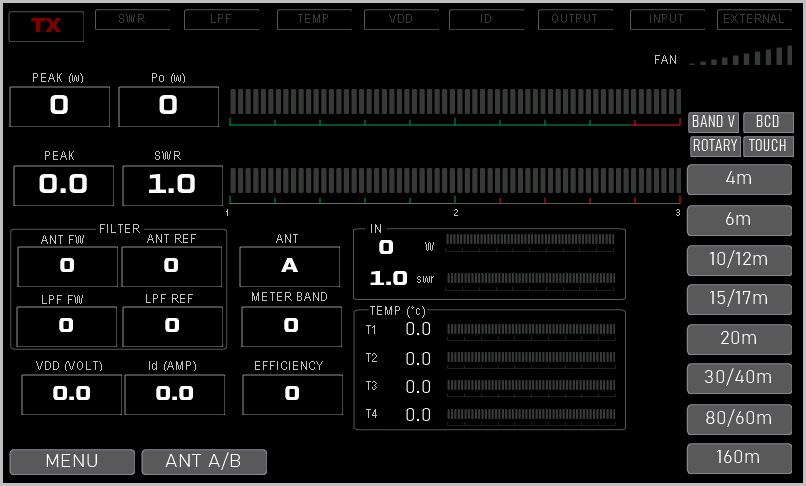 TX SWR LPF TEMP VDD ID OUTPUT INPUT EXTERNAL
FAN
PEAK (W) Po (W)
0 0
BAND V BCD
ROTARY TOUCH
PEAK SWR
0.0 1.0
1 2 3
4m
6m
10/12m
15/17m
20m
30/40m
80/60m
160m
FILTER
ANT FW ANT REF
0 0
LPF FW LPF REF
0 0
ANT
A
METER BAND
0
IN
0 W
1.0 swr
TEMP (°c)
T1 0.0
T2 0.0
T3 0.0
T4 0.0
VDD (VOLT) Id (AMP) EFFICIENCY
0.0 0.0 0
MENU ANT A/B